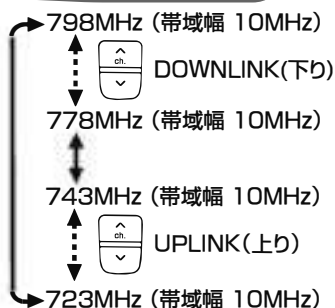 798MHz（帯域幅 10MHz）
ch.
DOWNLINK(下り)
778MHz（帯域幅 10MHz）
743MHz（帯域幅 10MHz）
ch.
UPLINK（上り）
723MHz（帯域幅 10MHz）